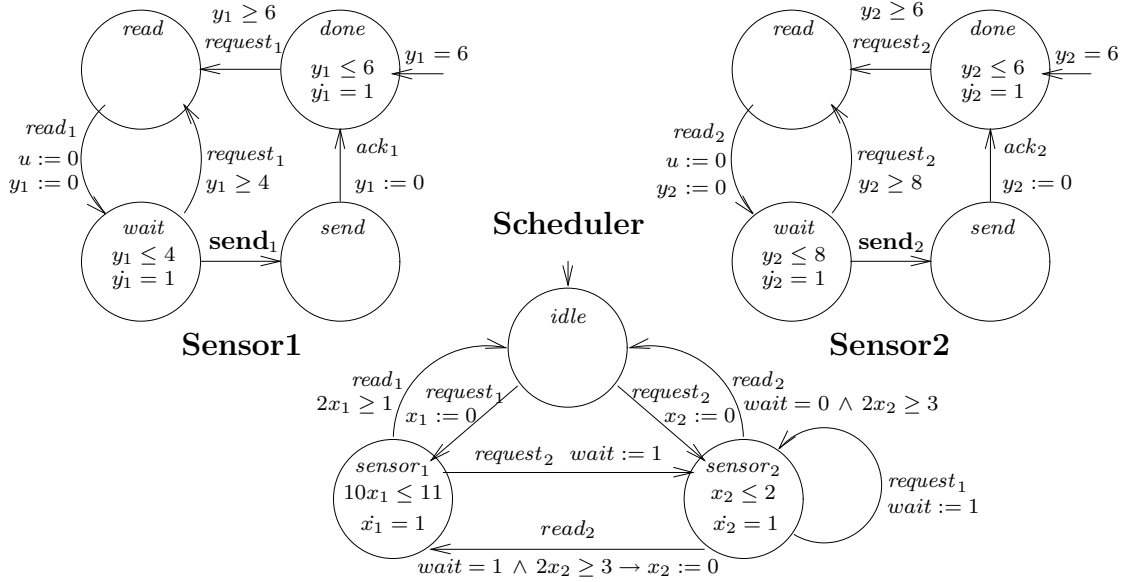 read
y₁ ≥ 6
request₁
done
y₁ ≤ 6
ẏ₁ = 1
y₁ = 6
read₁
u := 0
y₁ := 0
request₁
y₁ ≥ 4
ack₁
y₁ := 0
wait
y₁ ≤ 4
ẏ₁ = 1
send₁
send
Sensor1
read
y₂ ≥ 6
request₂
done
y₂ ≤ 6
ẏ₂ = 1
y₂ = 6
read₂
u := 0
y₂ := 0
request₂
y₂ ≥ 8
ack₂
y₂ := 0
wait
y₂ ≤ 8
ẏ₂ = 1
send₂
send
Sensor2
Scheduler
idle
read₁
2x₁ ≥ 1
request₁
x₁ := 0
request₂
x₂ := 0
read₂
wait = 0 ∧ 2x₂ ≥ 3
sensor₁
10x₁ ≤ 11
ẋ₁ = 1
request₂ wait := 1
sensor₂
x₂ ≤ 2
ẋ₂ = 1
request₁
wait := 1
read₂
wait = 1 ∧ 2x₂ ≥ 3 → x₂ := 0